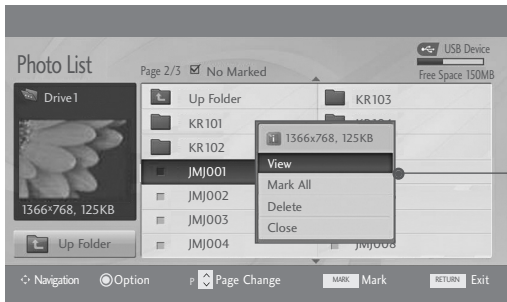 USB Device
Photo List
Page 2/3 No Marked
Free Space 150MB
Drive1
1366×768, 125KB
Up Folder
Up Folder
KR101
KR102
JMJ001
JMJ002
JMJ003
JMJ004
KR103
JMJ008
1366x768, 125KB
View
Mark All
Delete
Close
Navigation
Option
P Page Change
MARK Mark
RETURN Exit